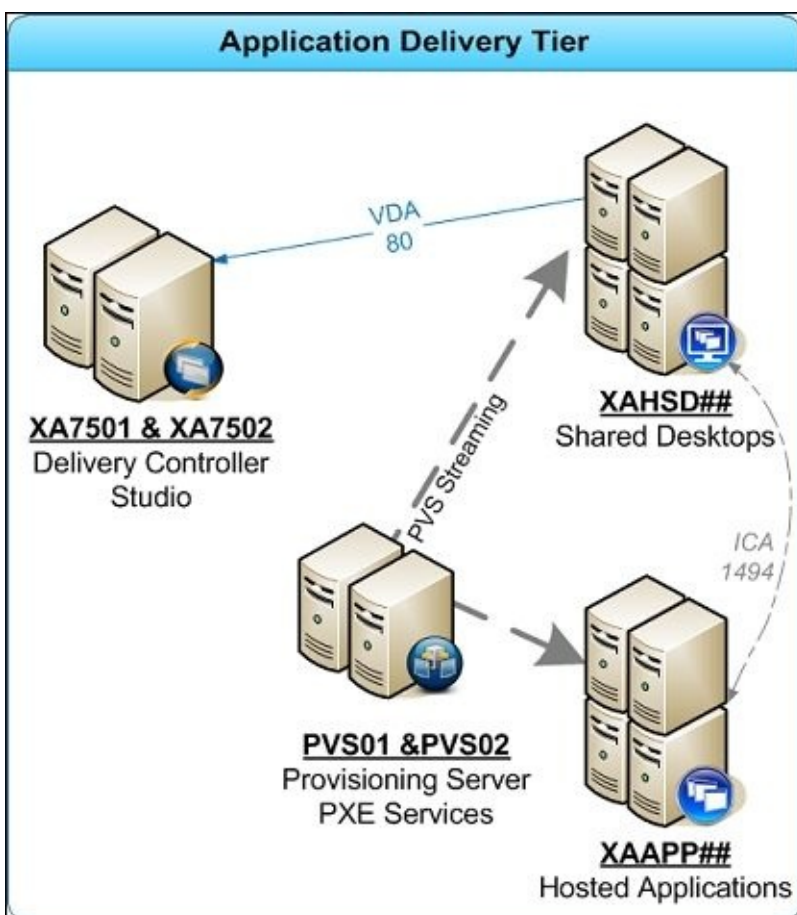 Application Delivery Tier
VDA
80
XA7501 & XA7502
Delivery Controller
Studio
XAHSD##
Shared Desktops
PVS Streaming
ICA
1494
PVS01 &PVS02
Provisioning Server
PXE Services
XAAPP##
Hosted Applications